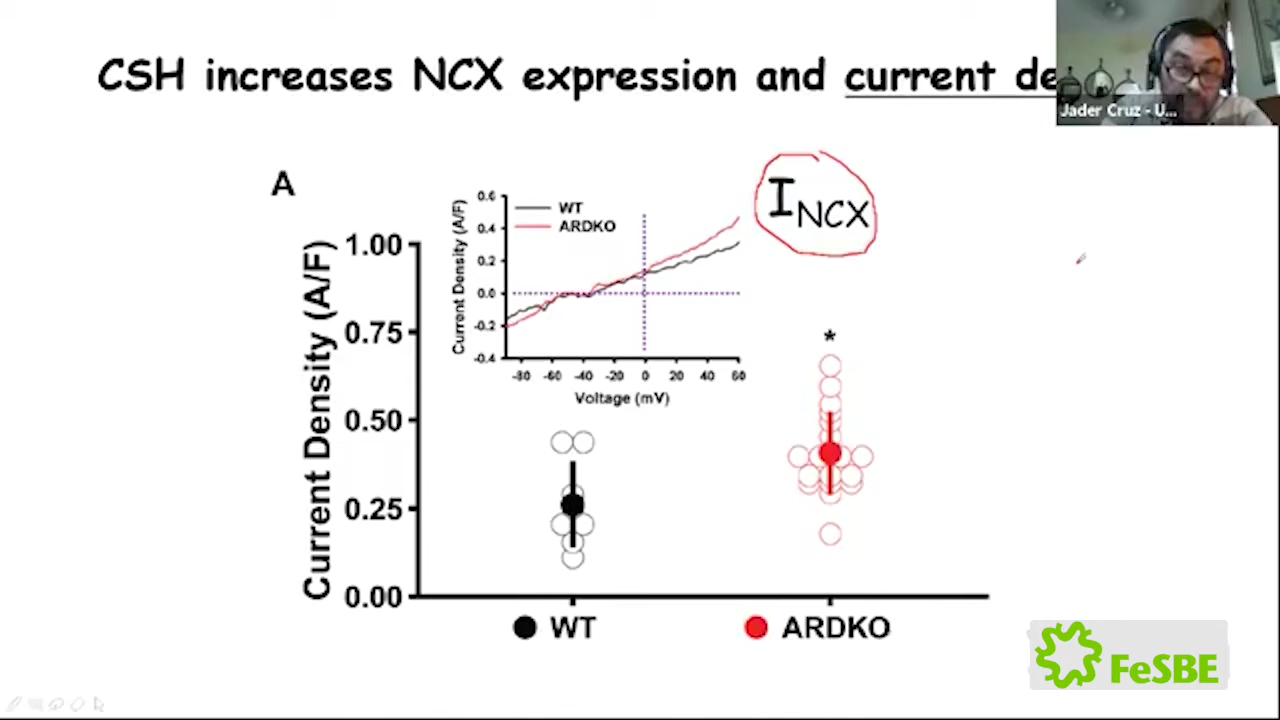 CSH increases NCX expression and current de
Jader Cruz - U...
A
I NCX
WT
ARDKO
Current Density (A/F)
0.6
0.4
0.2
0.0
-0.2
-0.4
-80 -60 -40 -20 0 20 40 60
Voltage (mV)
Current Density (A/F)
1.00
0.75
0.50
0.25
0.00
*
WT
ARDKO
FeSBE